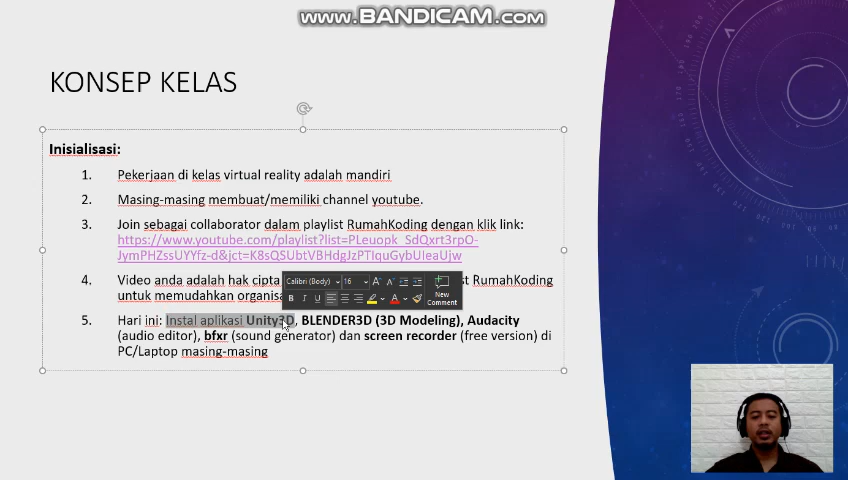 www.BANDICAM.com
KONSEP KELAS
Inisialisasi:
1. Pekerjaan di kelas virtual reality adalah mandiri
2. Masing-masing membuat/memiliki channel youtube.
3. Join sebagai collaborator dalam playlist RumahKoding dengan klik link:
https://www.youtube.com/playlist?list=PLeuopk_SdQxrt3rpO-
JymPHZssUYYfz-d&jct=K8sQSUbtVBHdgJzPTIquGybUIeaUjw
4. Video anda adalah hak cipta st RumahKoding
untuk memudahkan organisa
Calibri (Body) 16
B I U
New
Comment
5. Hari ini: Instal aplikasi Unity3D, BLENDER3D (3D Modeling), Audacity
(audio editor), bfxr (sound generator) dan screen recorder (free version) di
PC/Laptop masing-masing